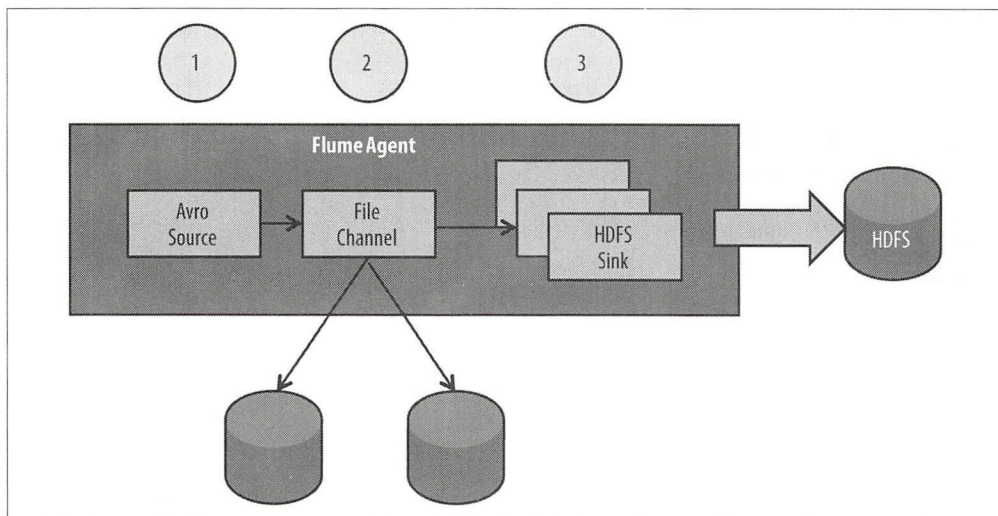 1
2
3
Flume Agent
Avro
Source
File
Channel
HDFS
Sink
HDFS